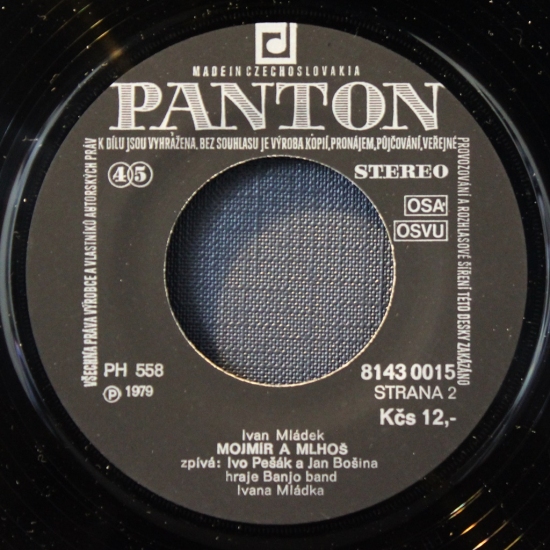 MADE IN CZECHOSLOVAKIA
PANTON
VŠECHNA PRÁVA VÝROBCE A VLASTNÍKŮ AUTORSKÝCH PRÁV
K DÍLU JSOU VYHRAŽENA. BEZ SOUHLASU JE VÝROBA KOPIÍ, PRONÁJEM, PŮJČOVÁNÍ, VEŘEJNÉ
PROVOZOVÁNÍ A ROZHLASOVÉ ŠÍŘENÍ TÉTO DESKY ZAKÁZÁNO
45
STEREO
OSA
OSVU
PH 558
Ⓟ 1979
8143 0015
STRANA 2
Kčs 12,-
Ivan Mládek
MOJMÍR A MLHOŠ
zpívá: Ivo Pešák a Jan Bošina
hraje Banjo band
Ivana Mládka